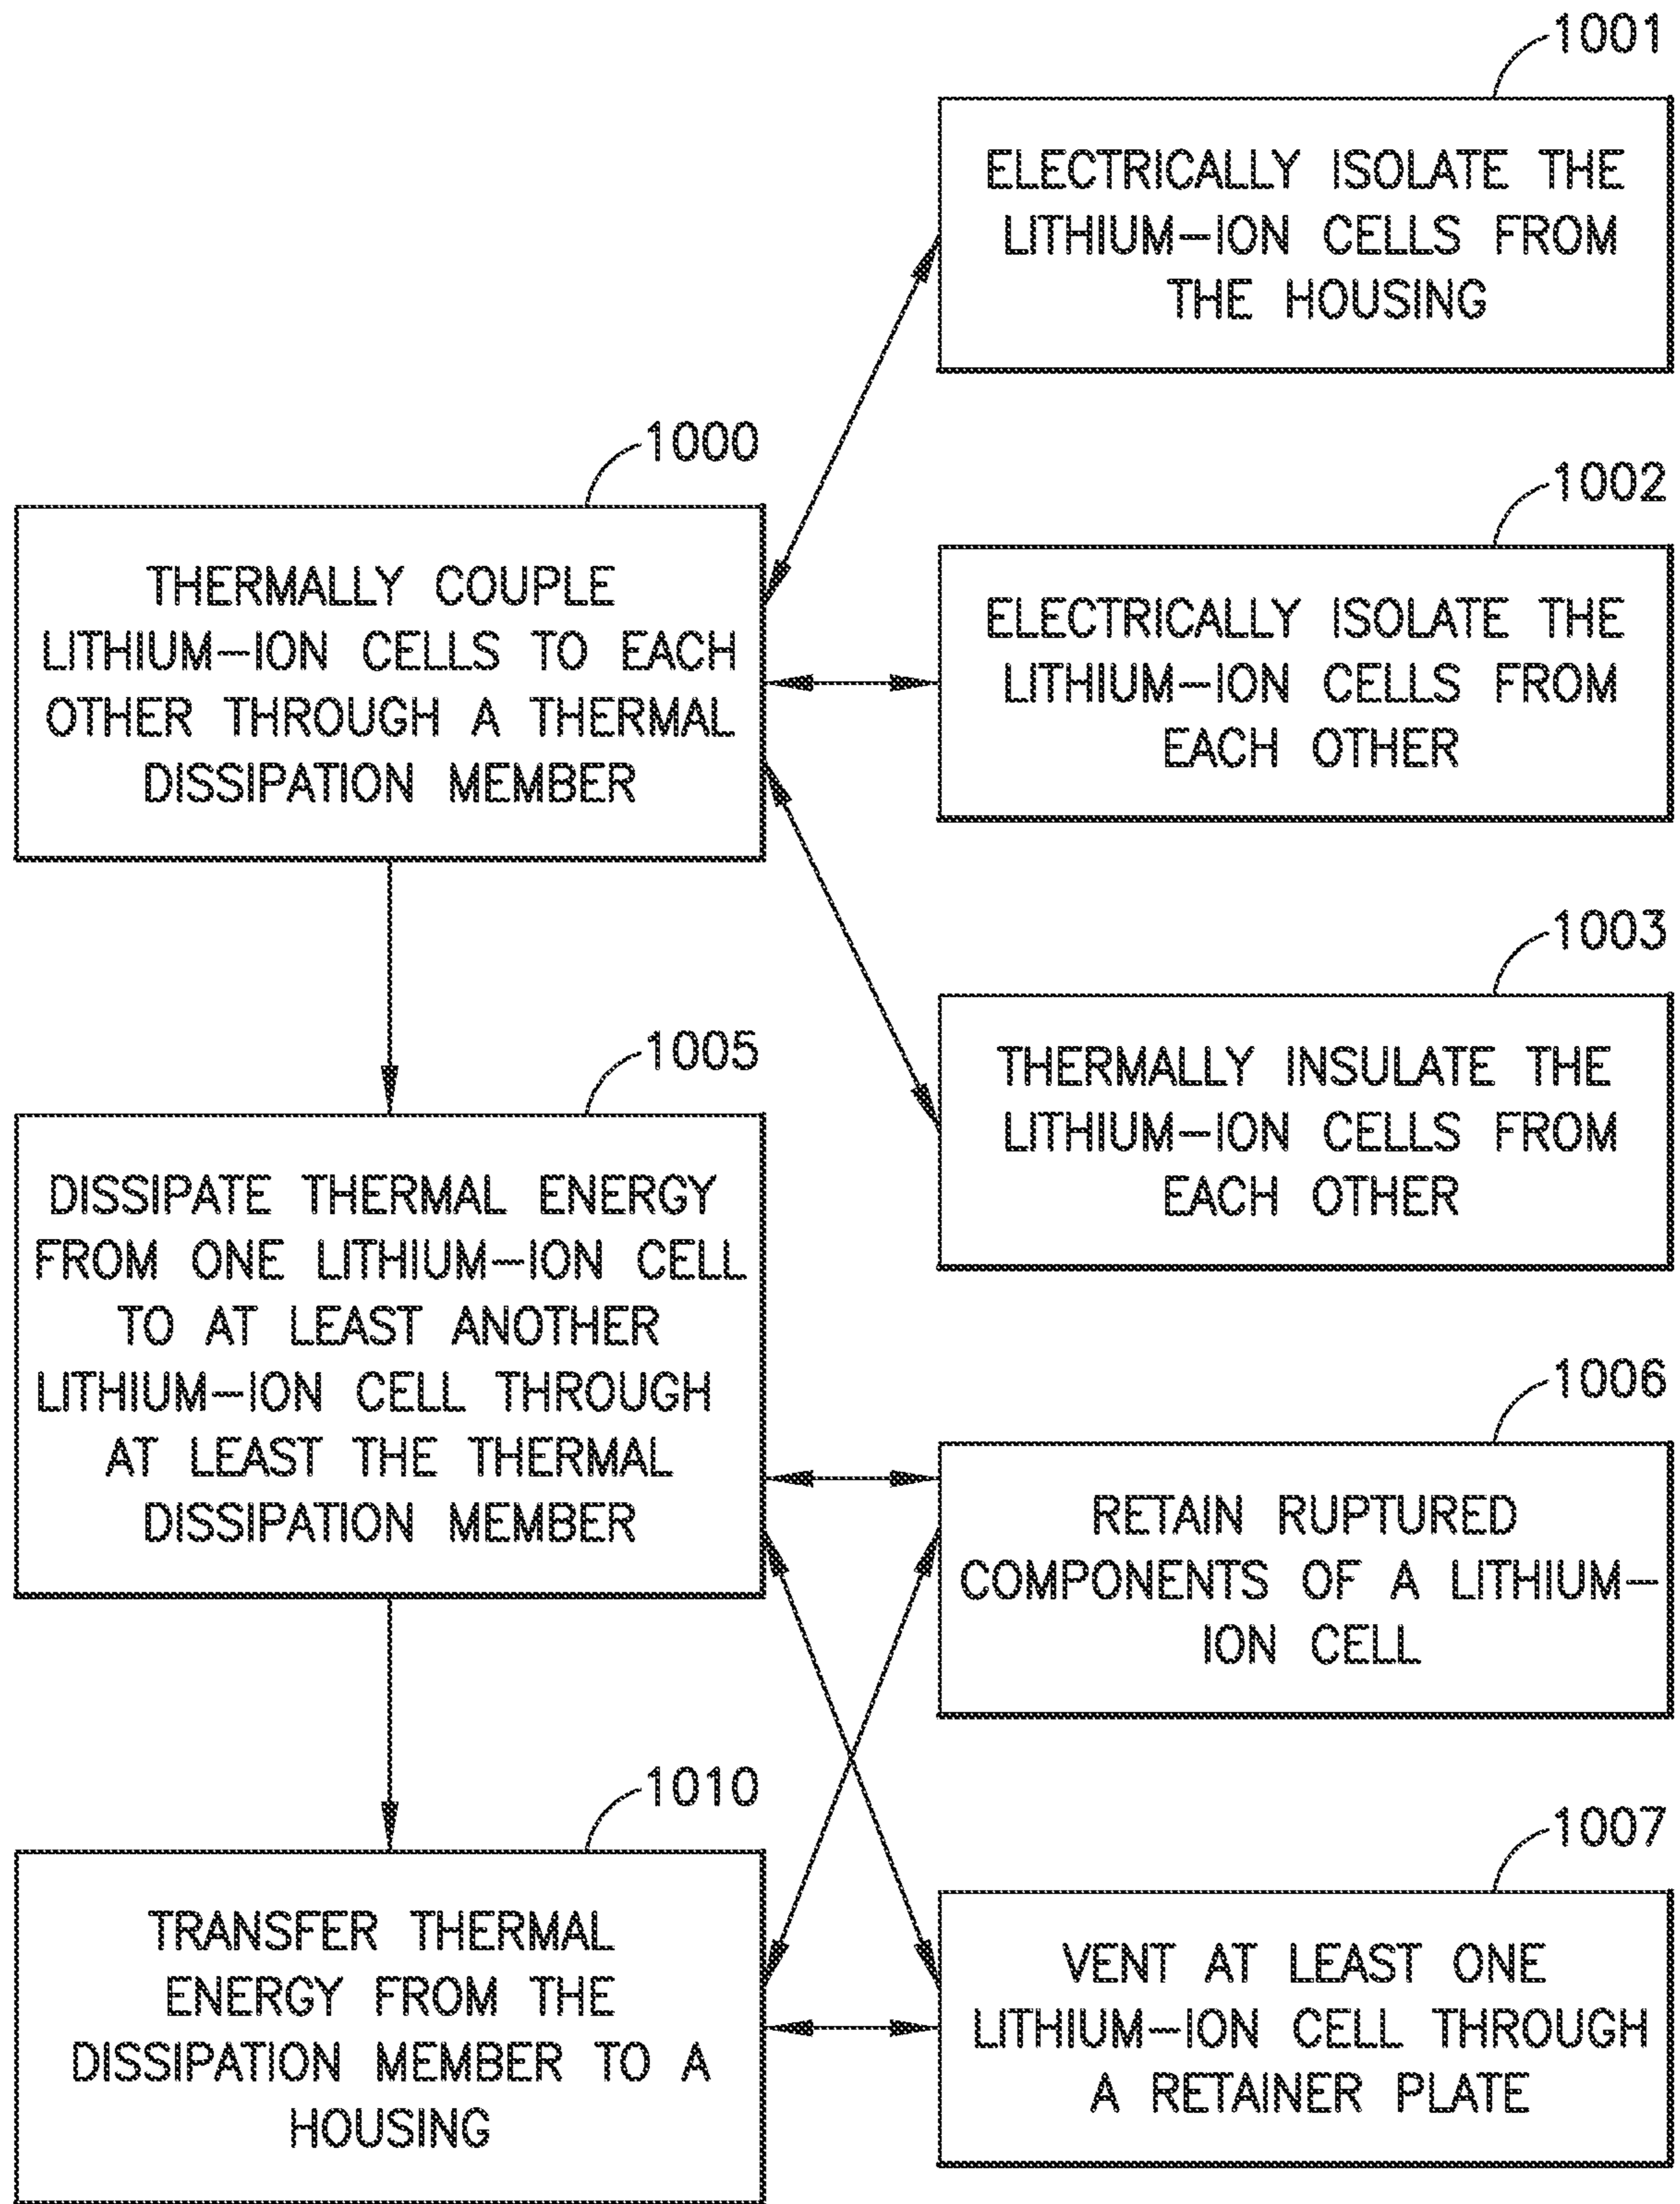 1001
ELECTRICALLY ISOLATE THE
LITHIUM-ION CELLS FROM
THE HOUSING
1000
THERMALLY COUPLE
LITHIUM-ION CELLS TO EACH
OTHER THROUGH A THERMAL
DISSIPATION MEMBER
1002
ELECTRICALLY ISOLATE THE
LITHIUM-ION CELLS FROM
EACH OTHER
1003
THERMALLY INSULATE THE
LITHIUM-ION CELLS FROM
EACH OTHER
1005
DISSIPATE THERMAL ENERGY
FROM ONE LITHIUM-ION CELL
TO AT LEAST ANOTHER
LITHIUM-ION CELL THROUGH
AT LEAST THE THERMAL
DISSIPATION MEMBER
1006
RETAIN RUPTURED
COMPONENTS OF A LITHIUM-
ION CELL
1010
TRANSFER THERMAL
ENERGY FROM THE
DISSIPATION MEMBER TO A
HOUSING
1007
VENT AT LEAST ONE
LITHIUM-ION CELL THROUGH
A RETAINER PLATE